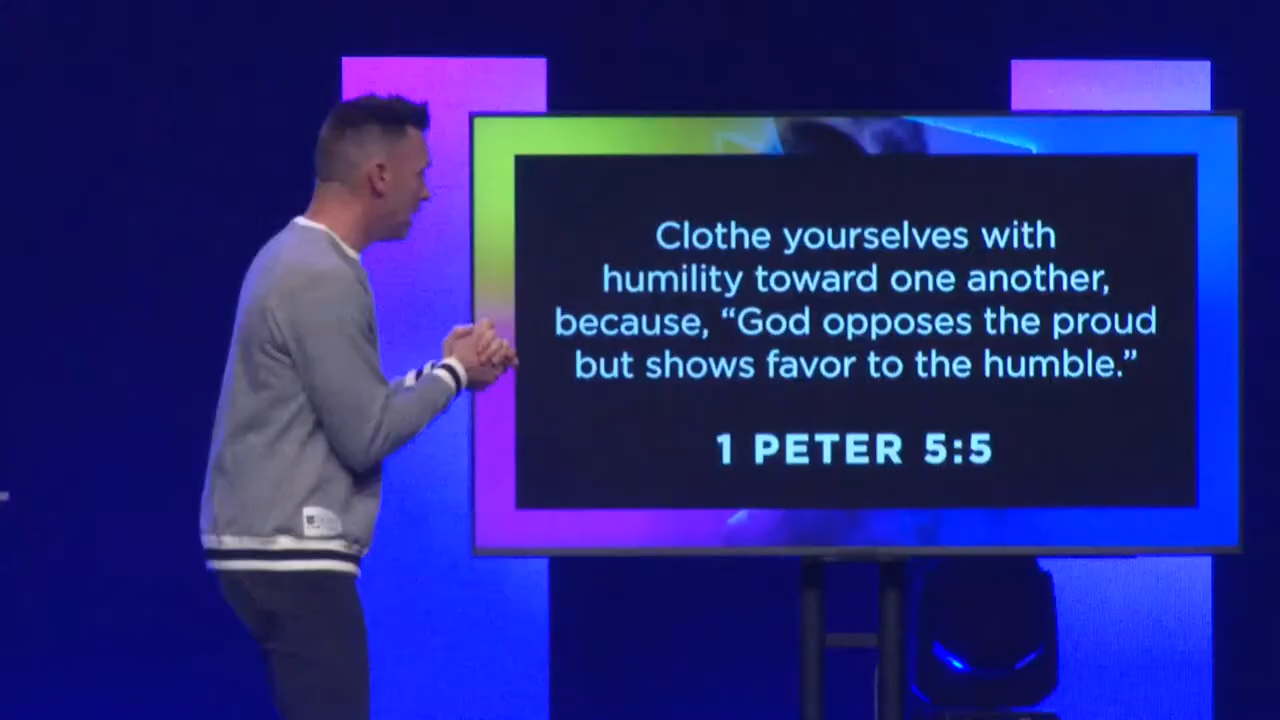 Clothe yourselves with
humility toward one another,
because, “God opposes the proud
but shows favor to the humble.”
1 PETER 5:5